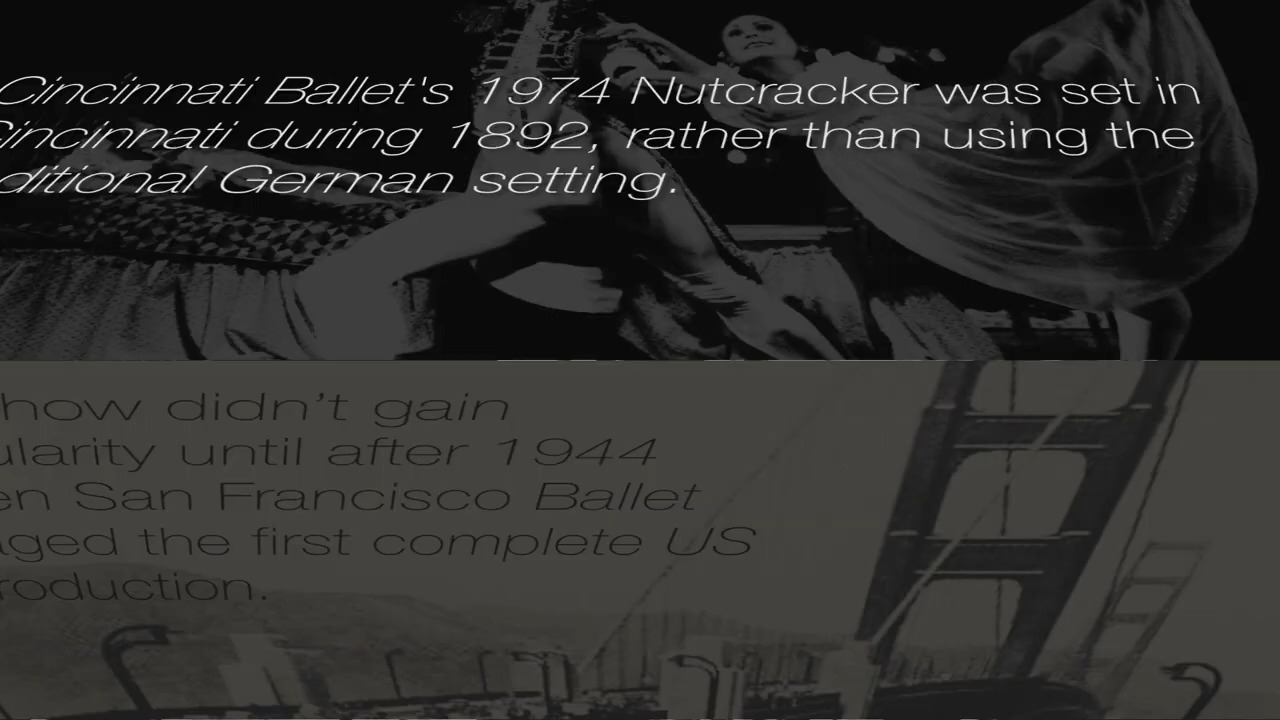 Cincinnati Ballet's 1974 Nutcracker was set in
Cincinnati during 1892, rather than using the
ditional German setting.
how didn't gain
ularity until after 1944
en San Francisco Ballet
aged the first complete US
roduction.